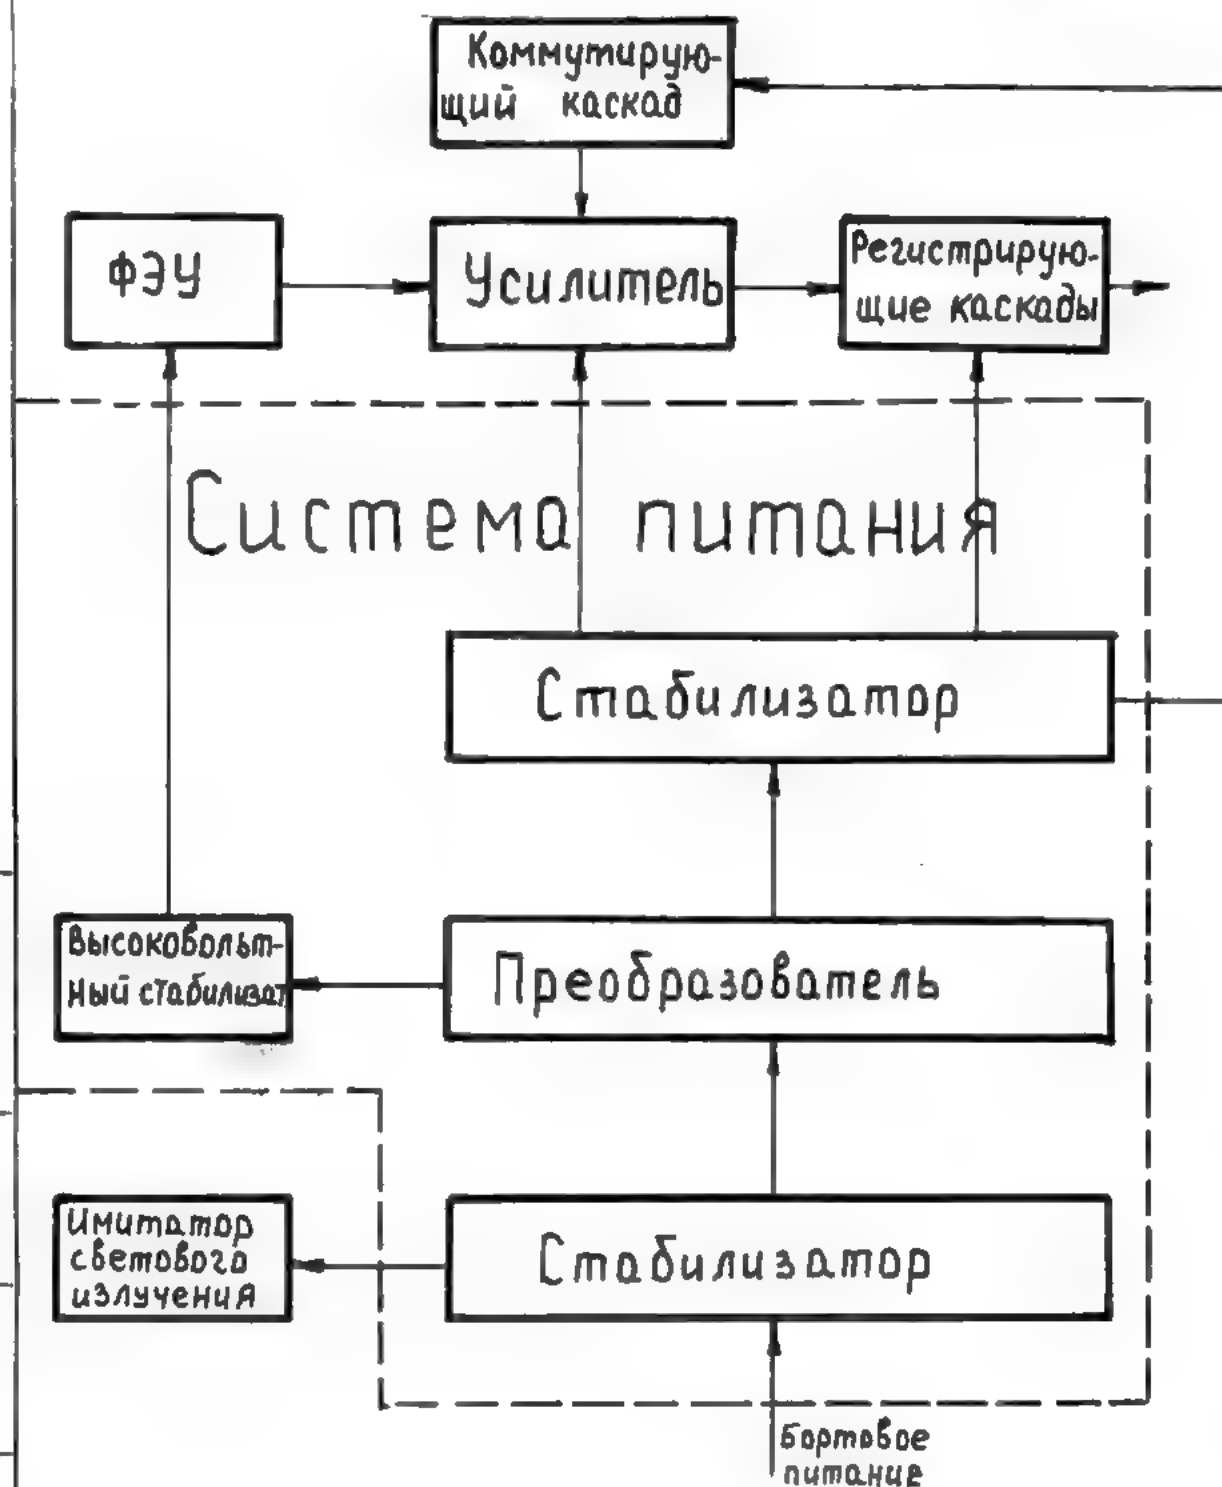 Коммутирую-
щий каскад
ФЭУ
Усилитель
Регистрирую-
щие каскады
Система питания
Стабилизатор
Высоковольт-
ный стабилизат
Преобразователь
Имитатор
светового
излучения
Стабилизатор
Бортовое
питание